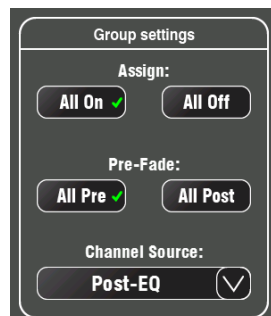 Group settings
Assign:
All On All Off
Pre-Fade:
All Pre All Post
Channel Source:
Post-EQ